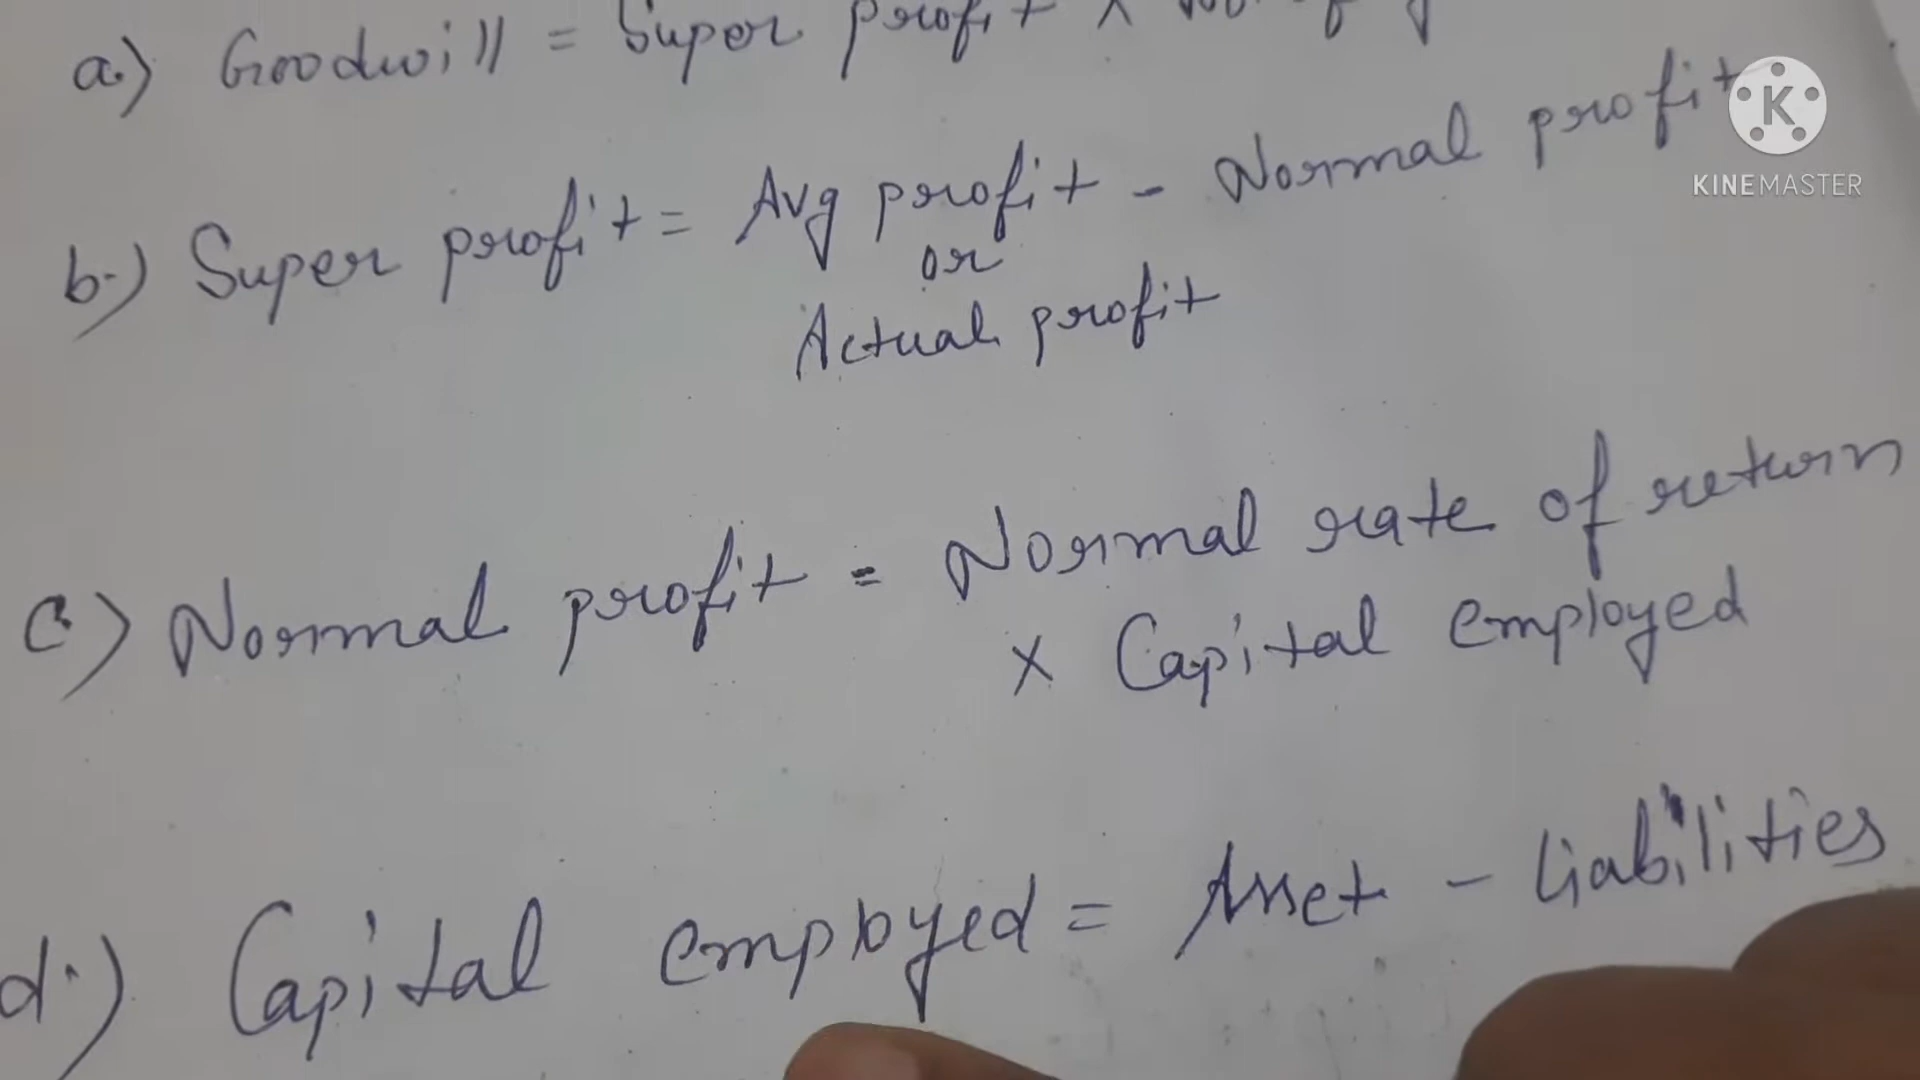 a.) Goodwill = Super profit x
b.) Super profit = Avg profit - Normal profit
or
Actual profit
c.) Normal profit = Normal rate of return
x Capital employed
d.) Capital employed = Asset - Liabilities
K
KINEMASTER